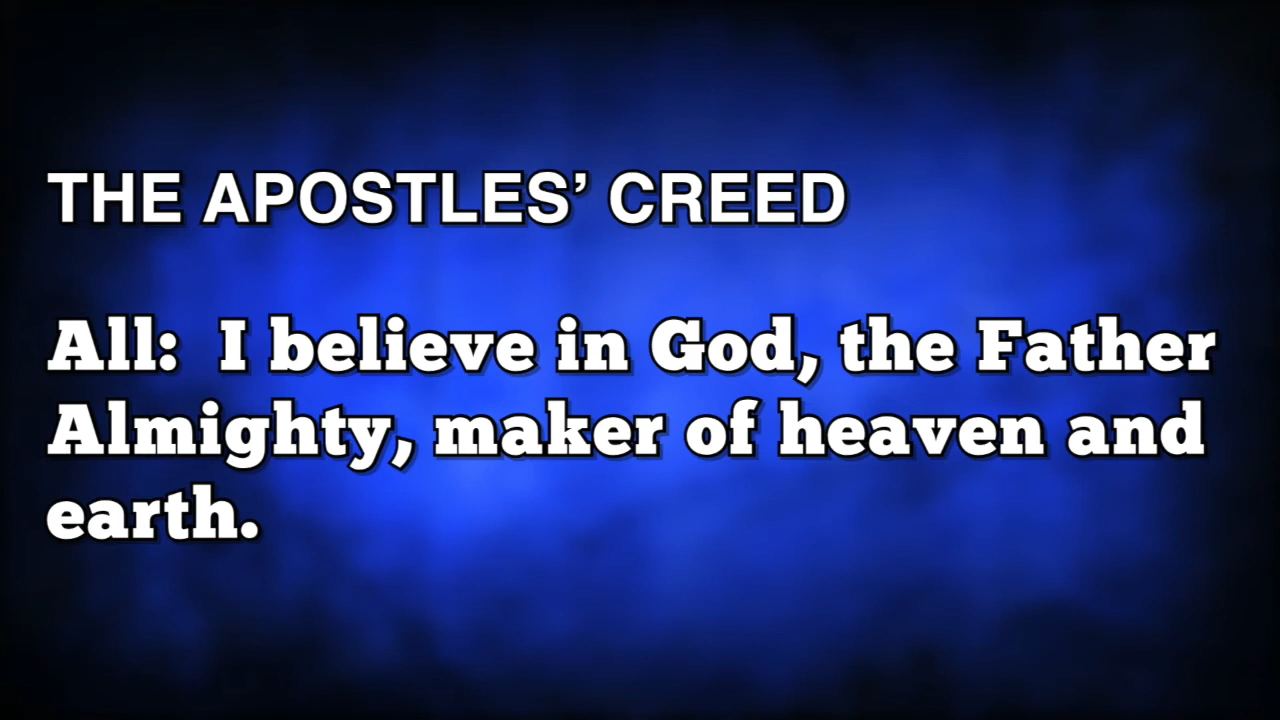 THE APOSTLES’ CREED
All:  I believe in God, the Father
Almighty, maker of heaven and
earth.